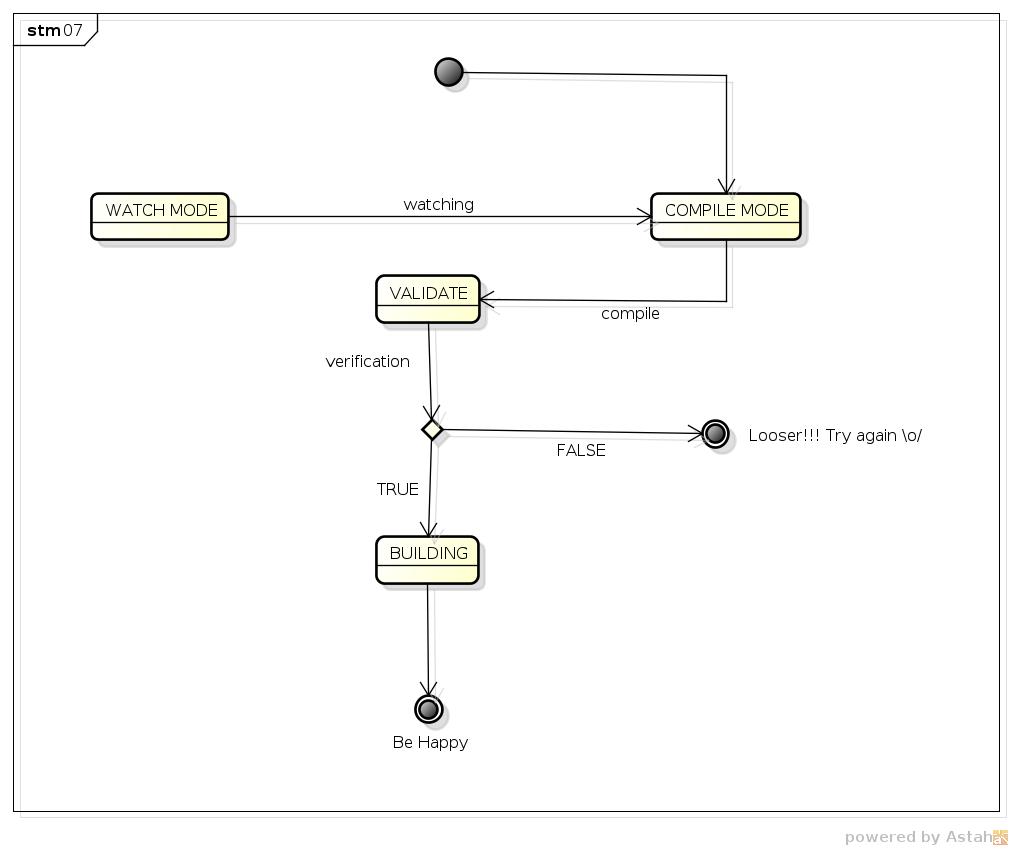 stm 07
WATCH MODE
watching
COMPILE MODE
VALIDATE
compile
verification
Looser!!! Try again \o/
FALSE
TRUE
BUILDING
Be Happy
powered by Astah